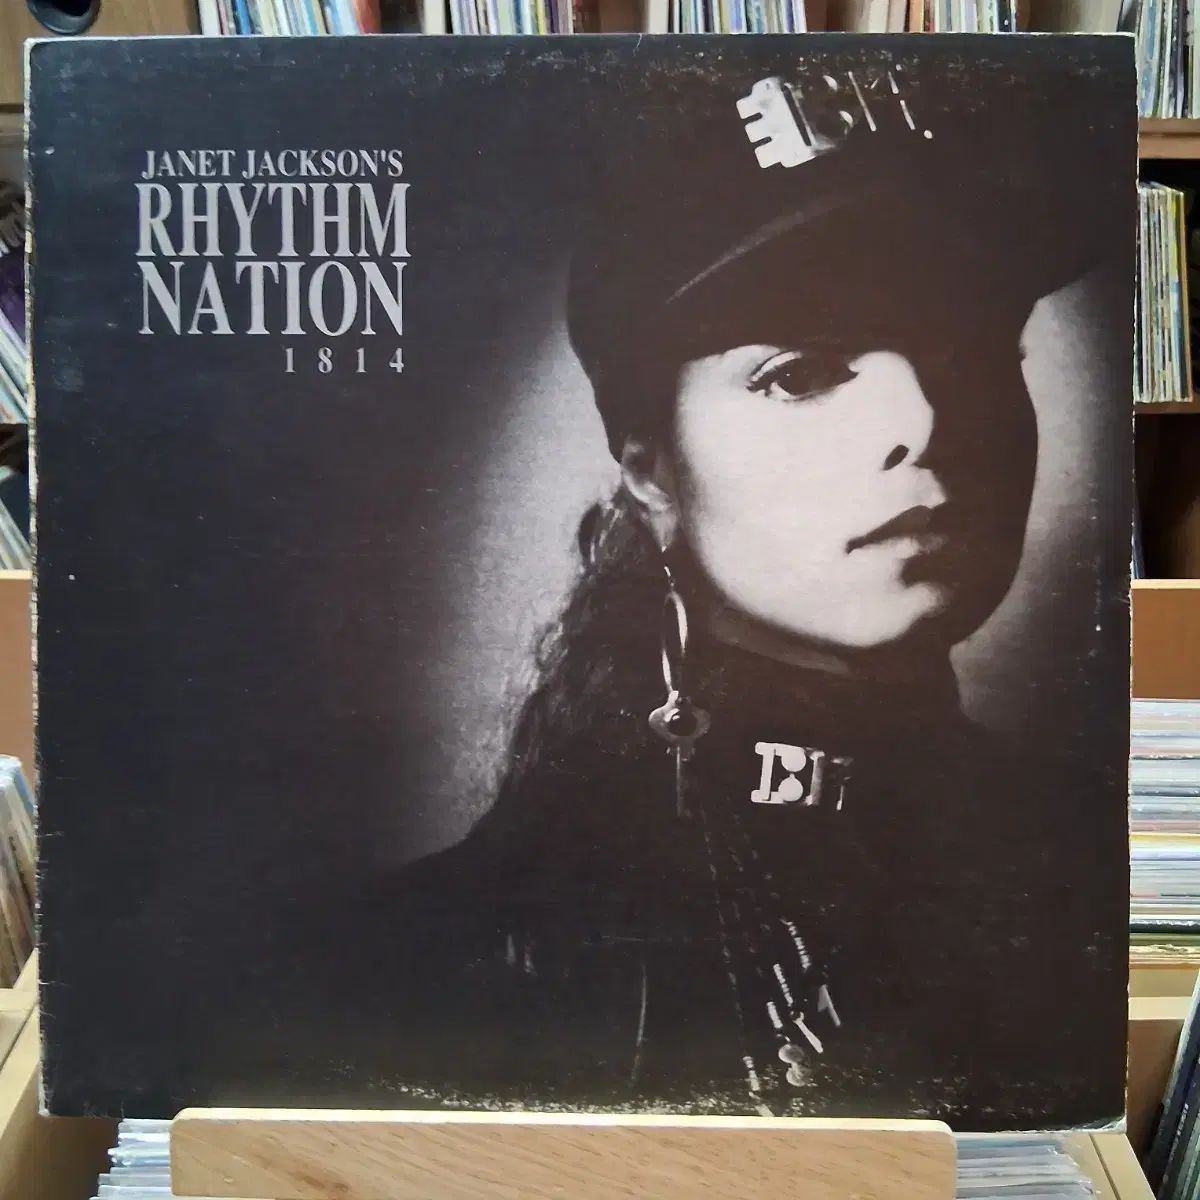 JANET JACKSON'S
RHYTHM
NATION
1814